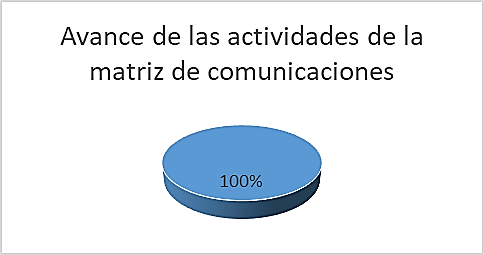 Avance de las actividades de la
matriz de comunicaciones
100%